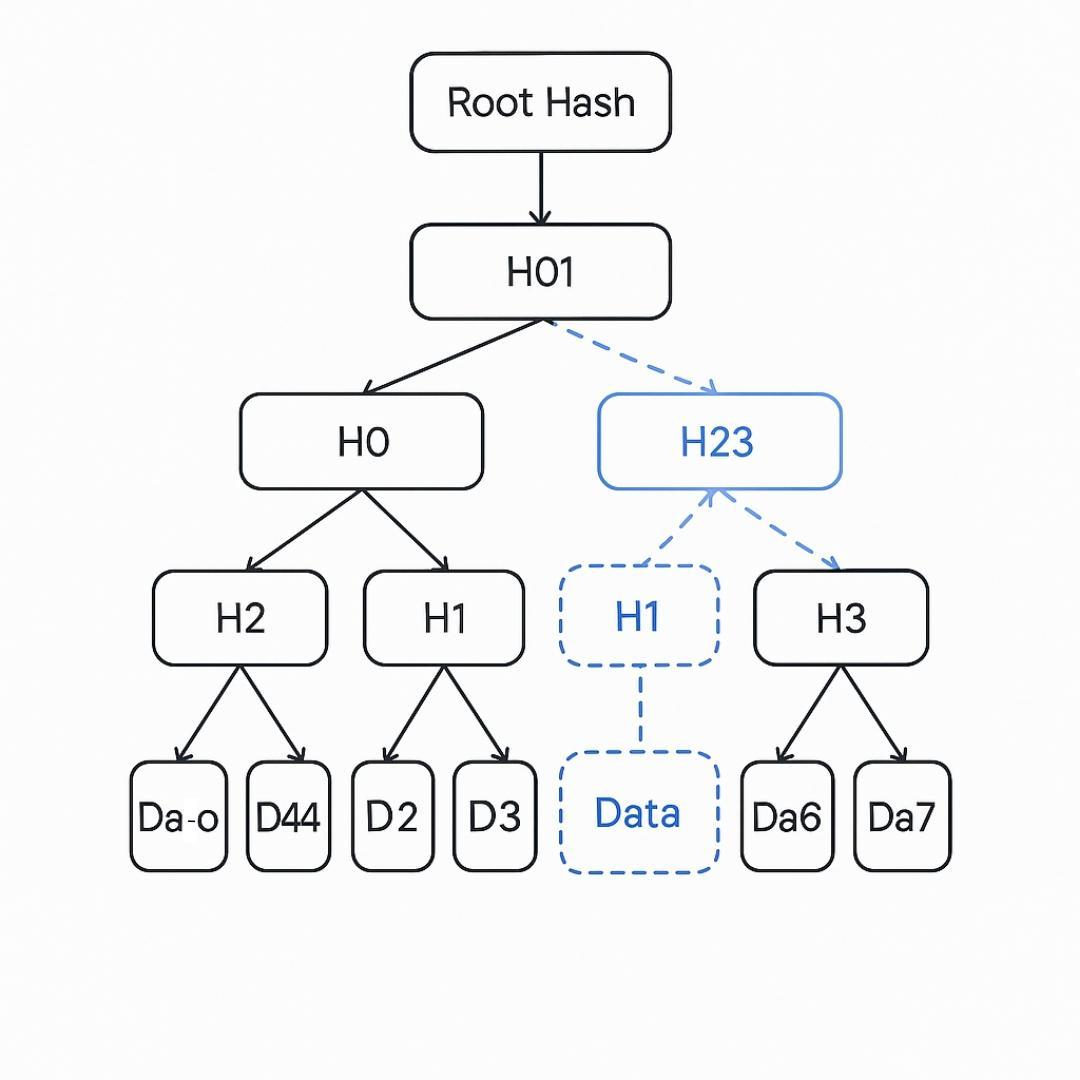 Root Hash
H01
H0
H23
H2
H1
H1
H3
Da-o
D44
D2
D3
Data
Da6
Da7